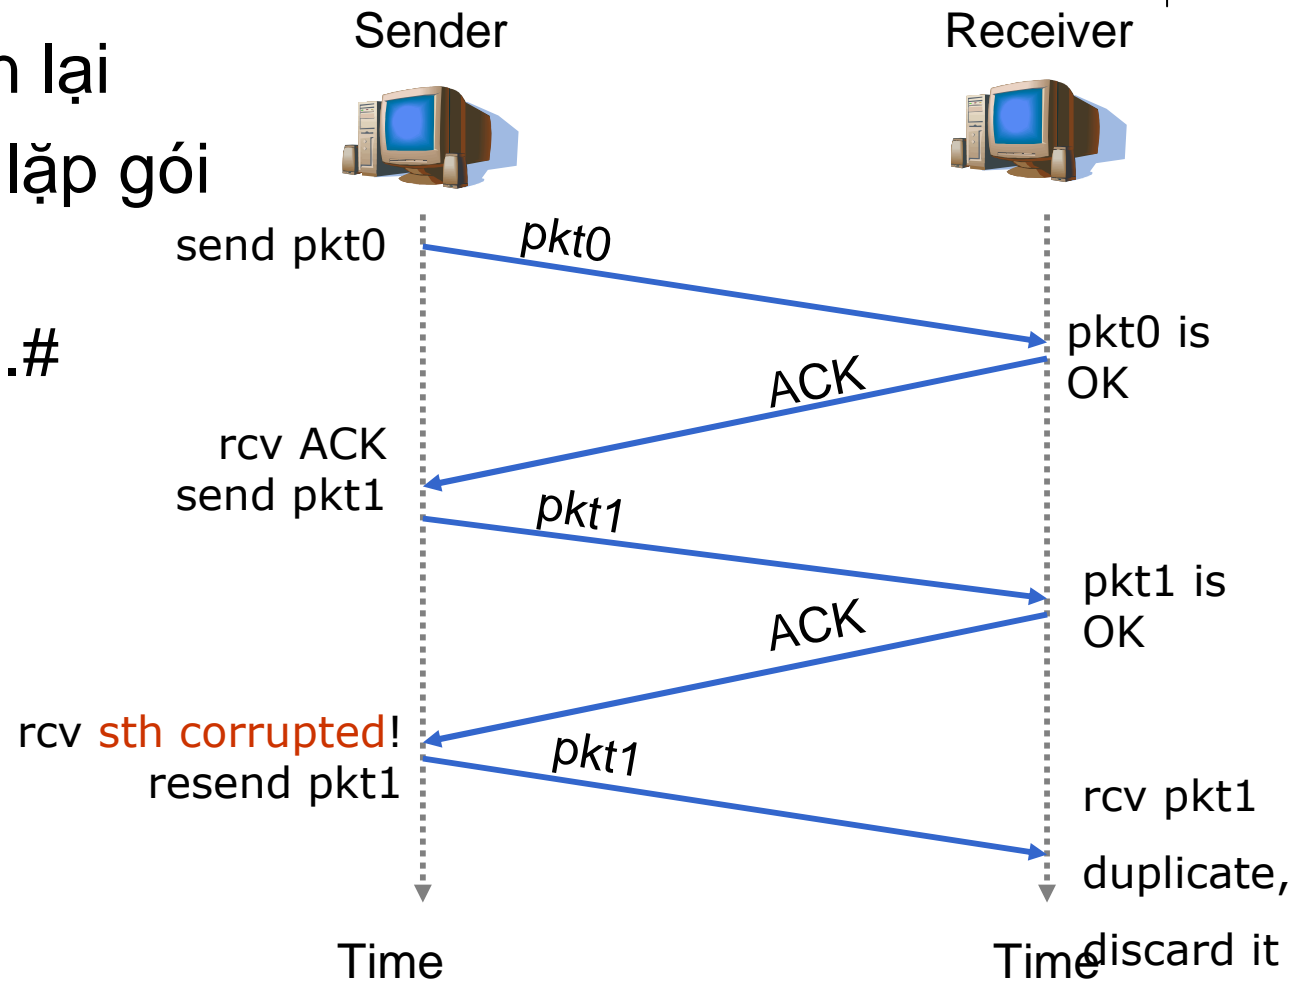 Sender
Receiver
lại
lặp gói
.#
send pkt0
pkt0
pkt0 is
OK
ACK
rcv ACK
send pkt1
pkt1
pkt1 is
OK
ACK
rcv sth corrupted!
resend pkt1
pkt1
rcv pkt1
duplicate,
discard it
Time
Time